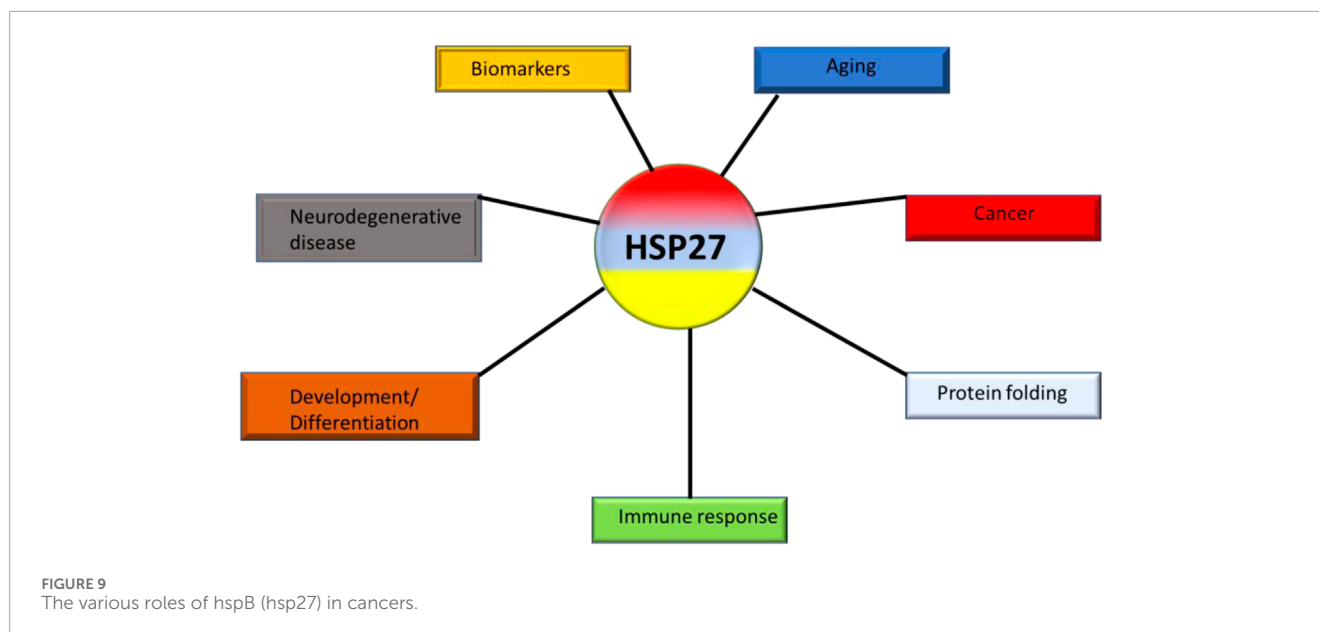 Biomarkers
Aging
Neurodegenerative
disease
Cancer
HSP27
Development/
Differentiation
Protein folding
Immune response
FIGURE 9
The various roles of hspB (hsp27) in cancers.